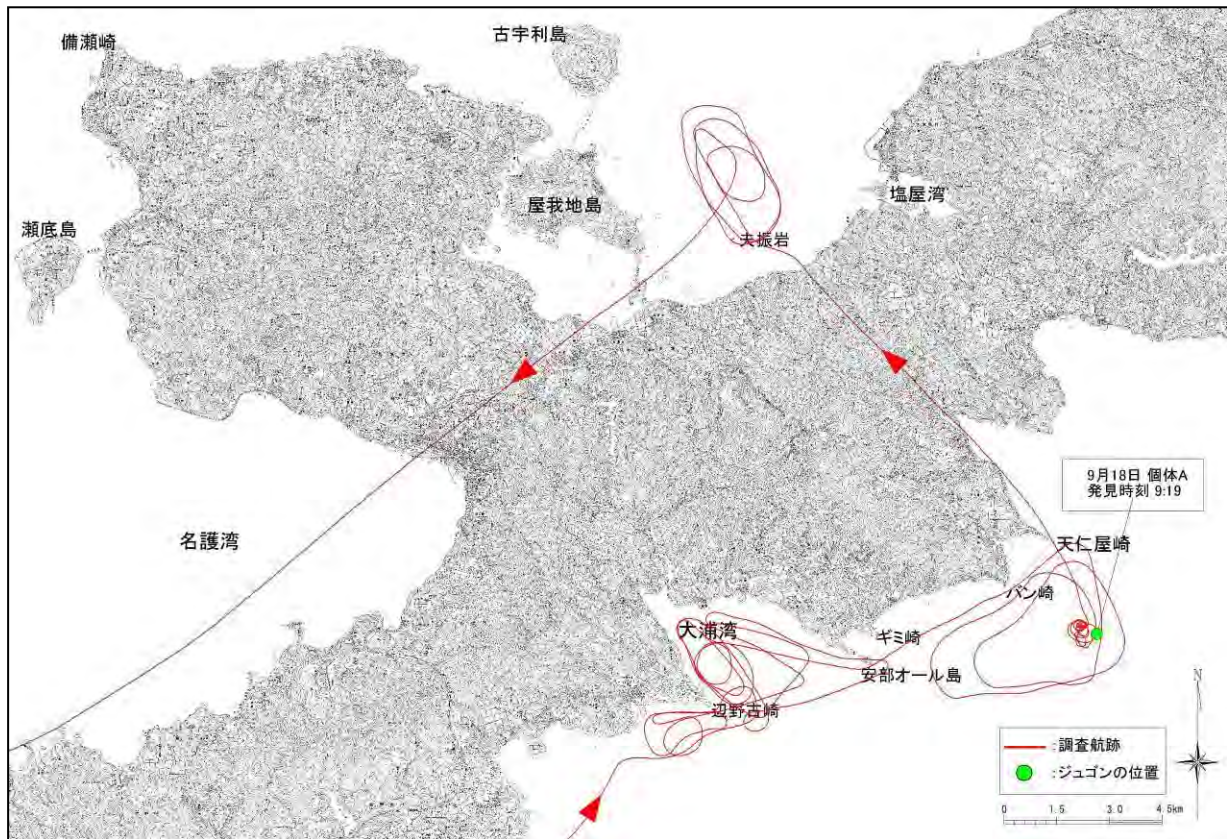 古宇利島
備瀬崎
屋我地島
塩屋湾
瀬底島
夫振岩
9月18日 個体A
発見時刻 9:19
名護湾
天仁屋崎
バン崎
大浦湾
ギミ崎
安部オール島
辺野古崎
N
:調査航跡
:ジュゴンの位置
0 1.5 3.0 4.5km